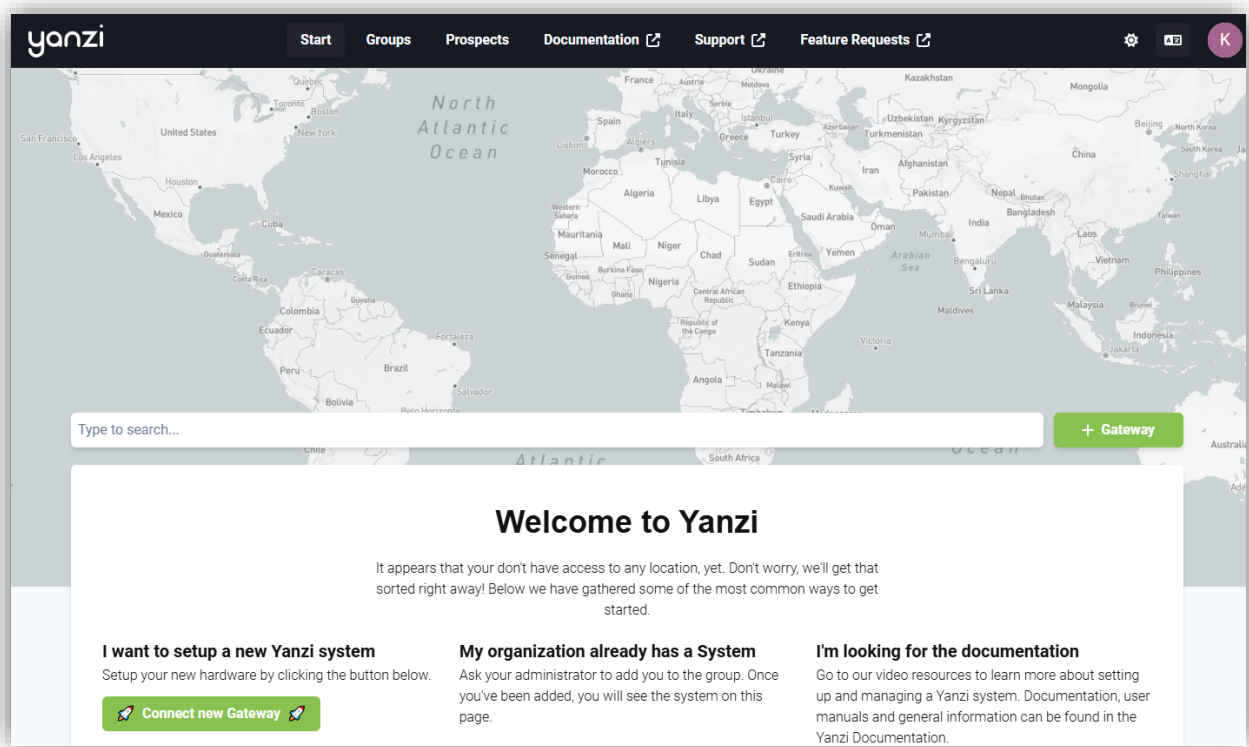 yanzi
Start Groups Prospects Documentation Support Feature Requests K
Quebec
Toronto
Boston
New York
United States
San Francisco
Los Angeles
Houston
Mexico
Cuba
Guatemala
Costa Rica
Caracas
Guyana
Colombia
Ecuador
Fortaleza
Peru
Brazil
Salvador
Bolivia
Belo Horizonte
Chile
North
Atlantic
Ocean
France
Austria
Ukraine
Moldova
Serbia
Italy
Spain
Istanbul
Greece
Turkey
Lisbon
Algiers
Tunisia
Morocco
Syria
Cairo
Algeria
Libya
Egypt
Western
Sahara
Mauritania
Mali
Niger
Chad
Sudan
Eritrea
Yemen
Senegal
Guinea
Burkina Faso
Ghana
Nigeria
Central African
Republic
Ethiopia
Republic of
the Congo
Kenya
Tanzania
Angola
Malawi
Zimbabwe
Madagascar
South Africa
Victoria
Kazakhstan
Mongolia
Uzbekistan
Kyrgyzstan
Azerbaijan
Turkmenistan
Beijing
North Korea
South Korea
Ja
China
Shanghai
Iran
Afghanistan
Kuwait
Pakistan
Nepal
Bhutan
Bangladesh
Taiwan
Saudi Arabia
Oman
Mumbai
India
Laos
Arabian
Sea
Bengaluru
Vietnam
Philippines
Sri Lanka
Maldives
Malaysia
Brunei
Indonesia
Jakarta
Type to search...
+ Gateway
Atlantic
Ocean
Australia
Ade
Welcome to Yanzi
It appears that your don't have access to any location, yet. Don't worry, we'll get that
sorted right away! Below we have gathered some of the most common ways to get
started.
I want to setup a new Yanzi system
Setup your new hardware by clicking the button below.
Connect new Gateway
My organization already has a System
Ask your administrator to add you to the group. Once
you've been added, you will see the system on this
page.
I'm looking for the documentation
Go to our video resources to learn more about setting
up and managing a Yanzi system. Documentation, user
manuals and general information can be found in the
Yanzi Documentation.